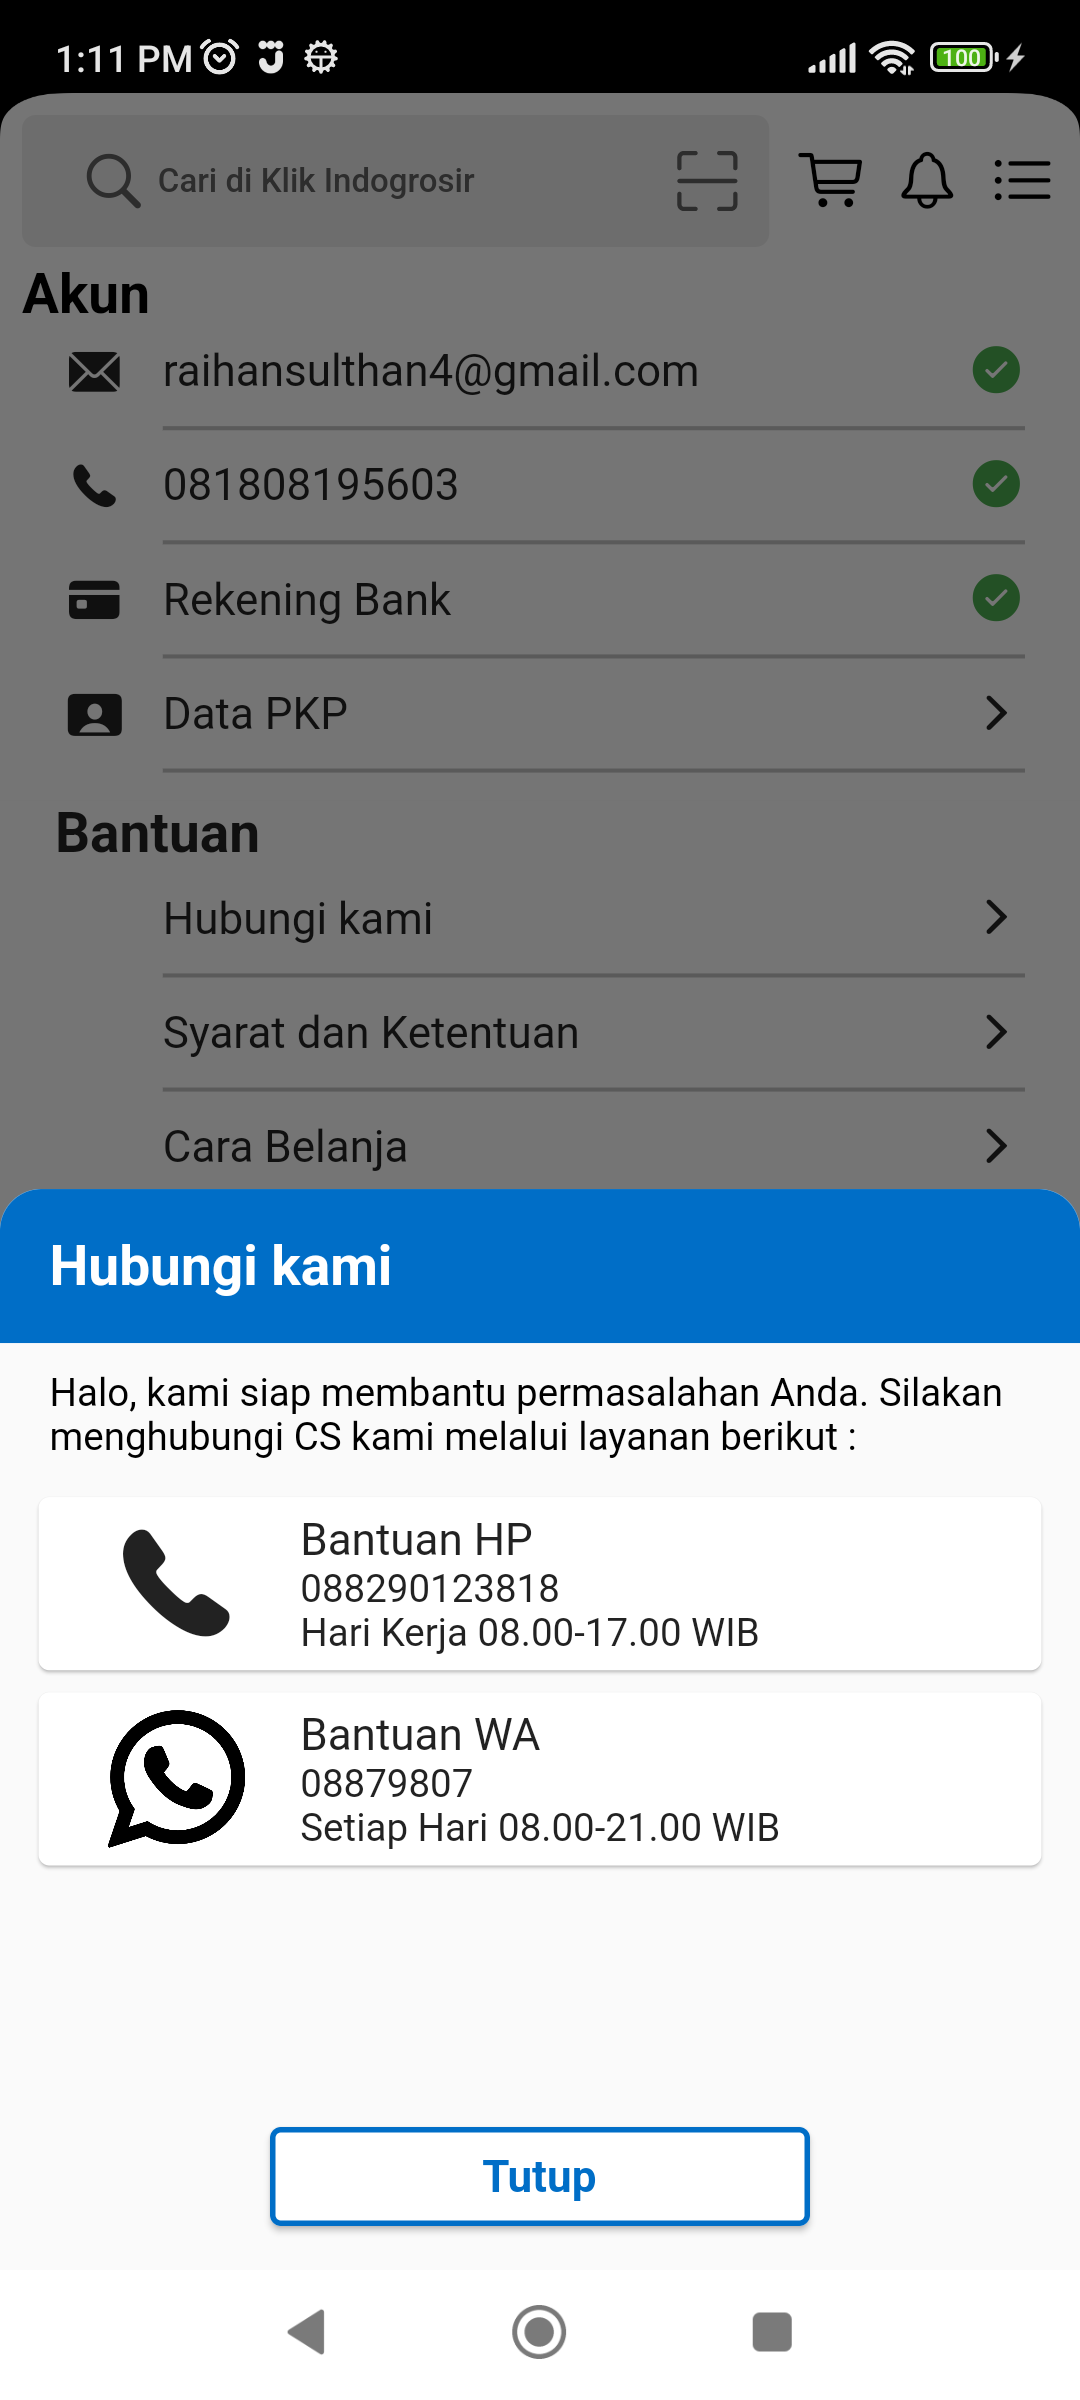 1:11 PM
100
Cari di Klik Indogrosir
Akun
raihansulthan4@gmail.com
081808195603
Rekening Bank
Data PKP
Bantuan
Hubungi kami
Syarat dan Ketentuan
Cara Belanja
Hubungi kami
Halo, kami siap membantu permasalahan Anda. Silakan
menghubungi CS kami melalui layanan berikut :
Bantuan HP
088290123818
Hari Kerja 08.00-17.00 WIB
Bantuan WA
08879807
Setiap Hari 08.00-21.00 WIB
Tutup